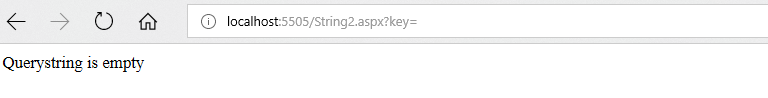 localhost:5505/String2.aspx?key=
Querystring is empty